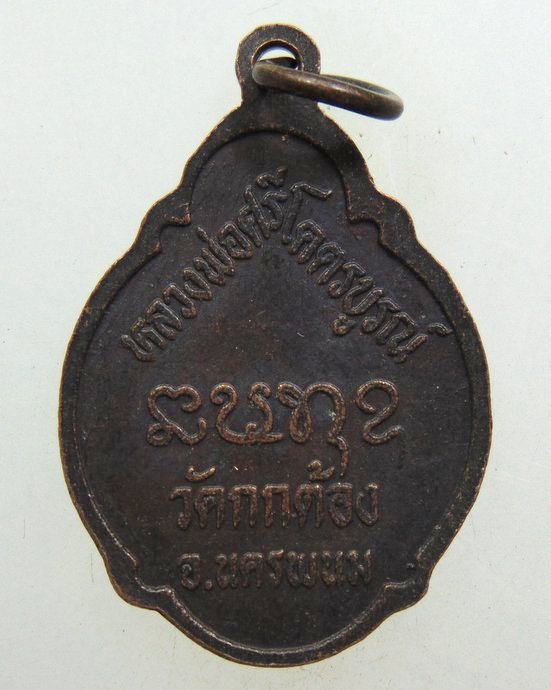 หลวงพ่อศรีโคตรบูรณ์
วัดกกต้อง
อ.นครพนม